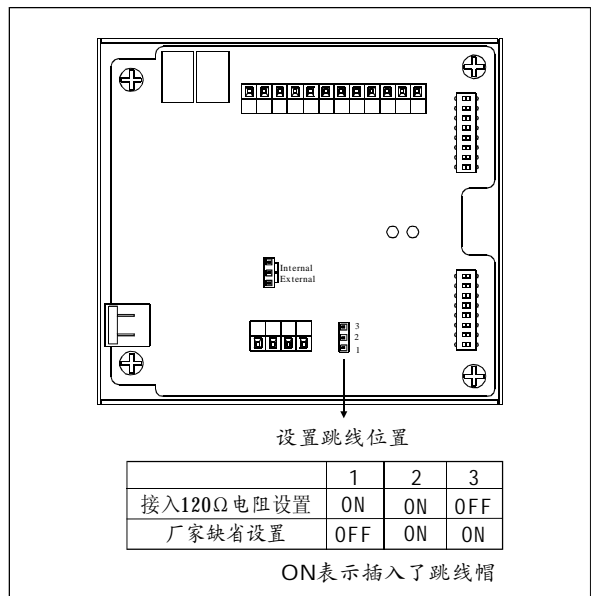 Internal
External
3
2
1
设置跳线位置
1 2 3
接入120Ω电阻设置 ON ON OFF
厂家缺省设置 OFF ON ON
ON表示插入了跳线帽